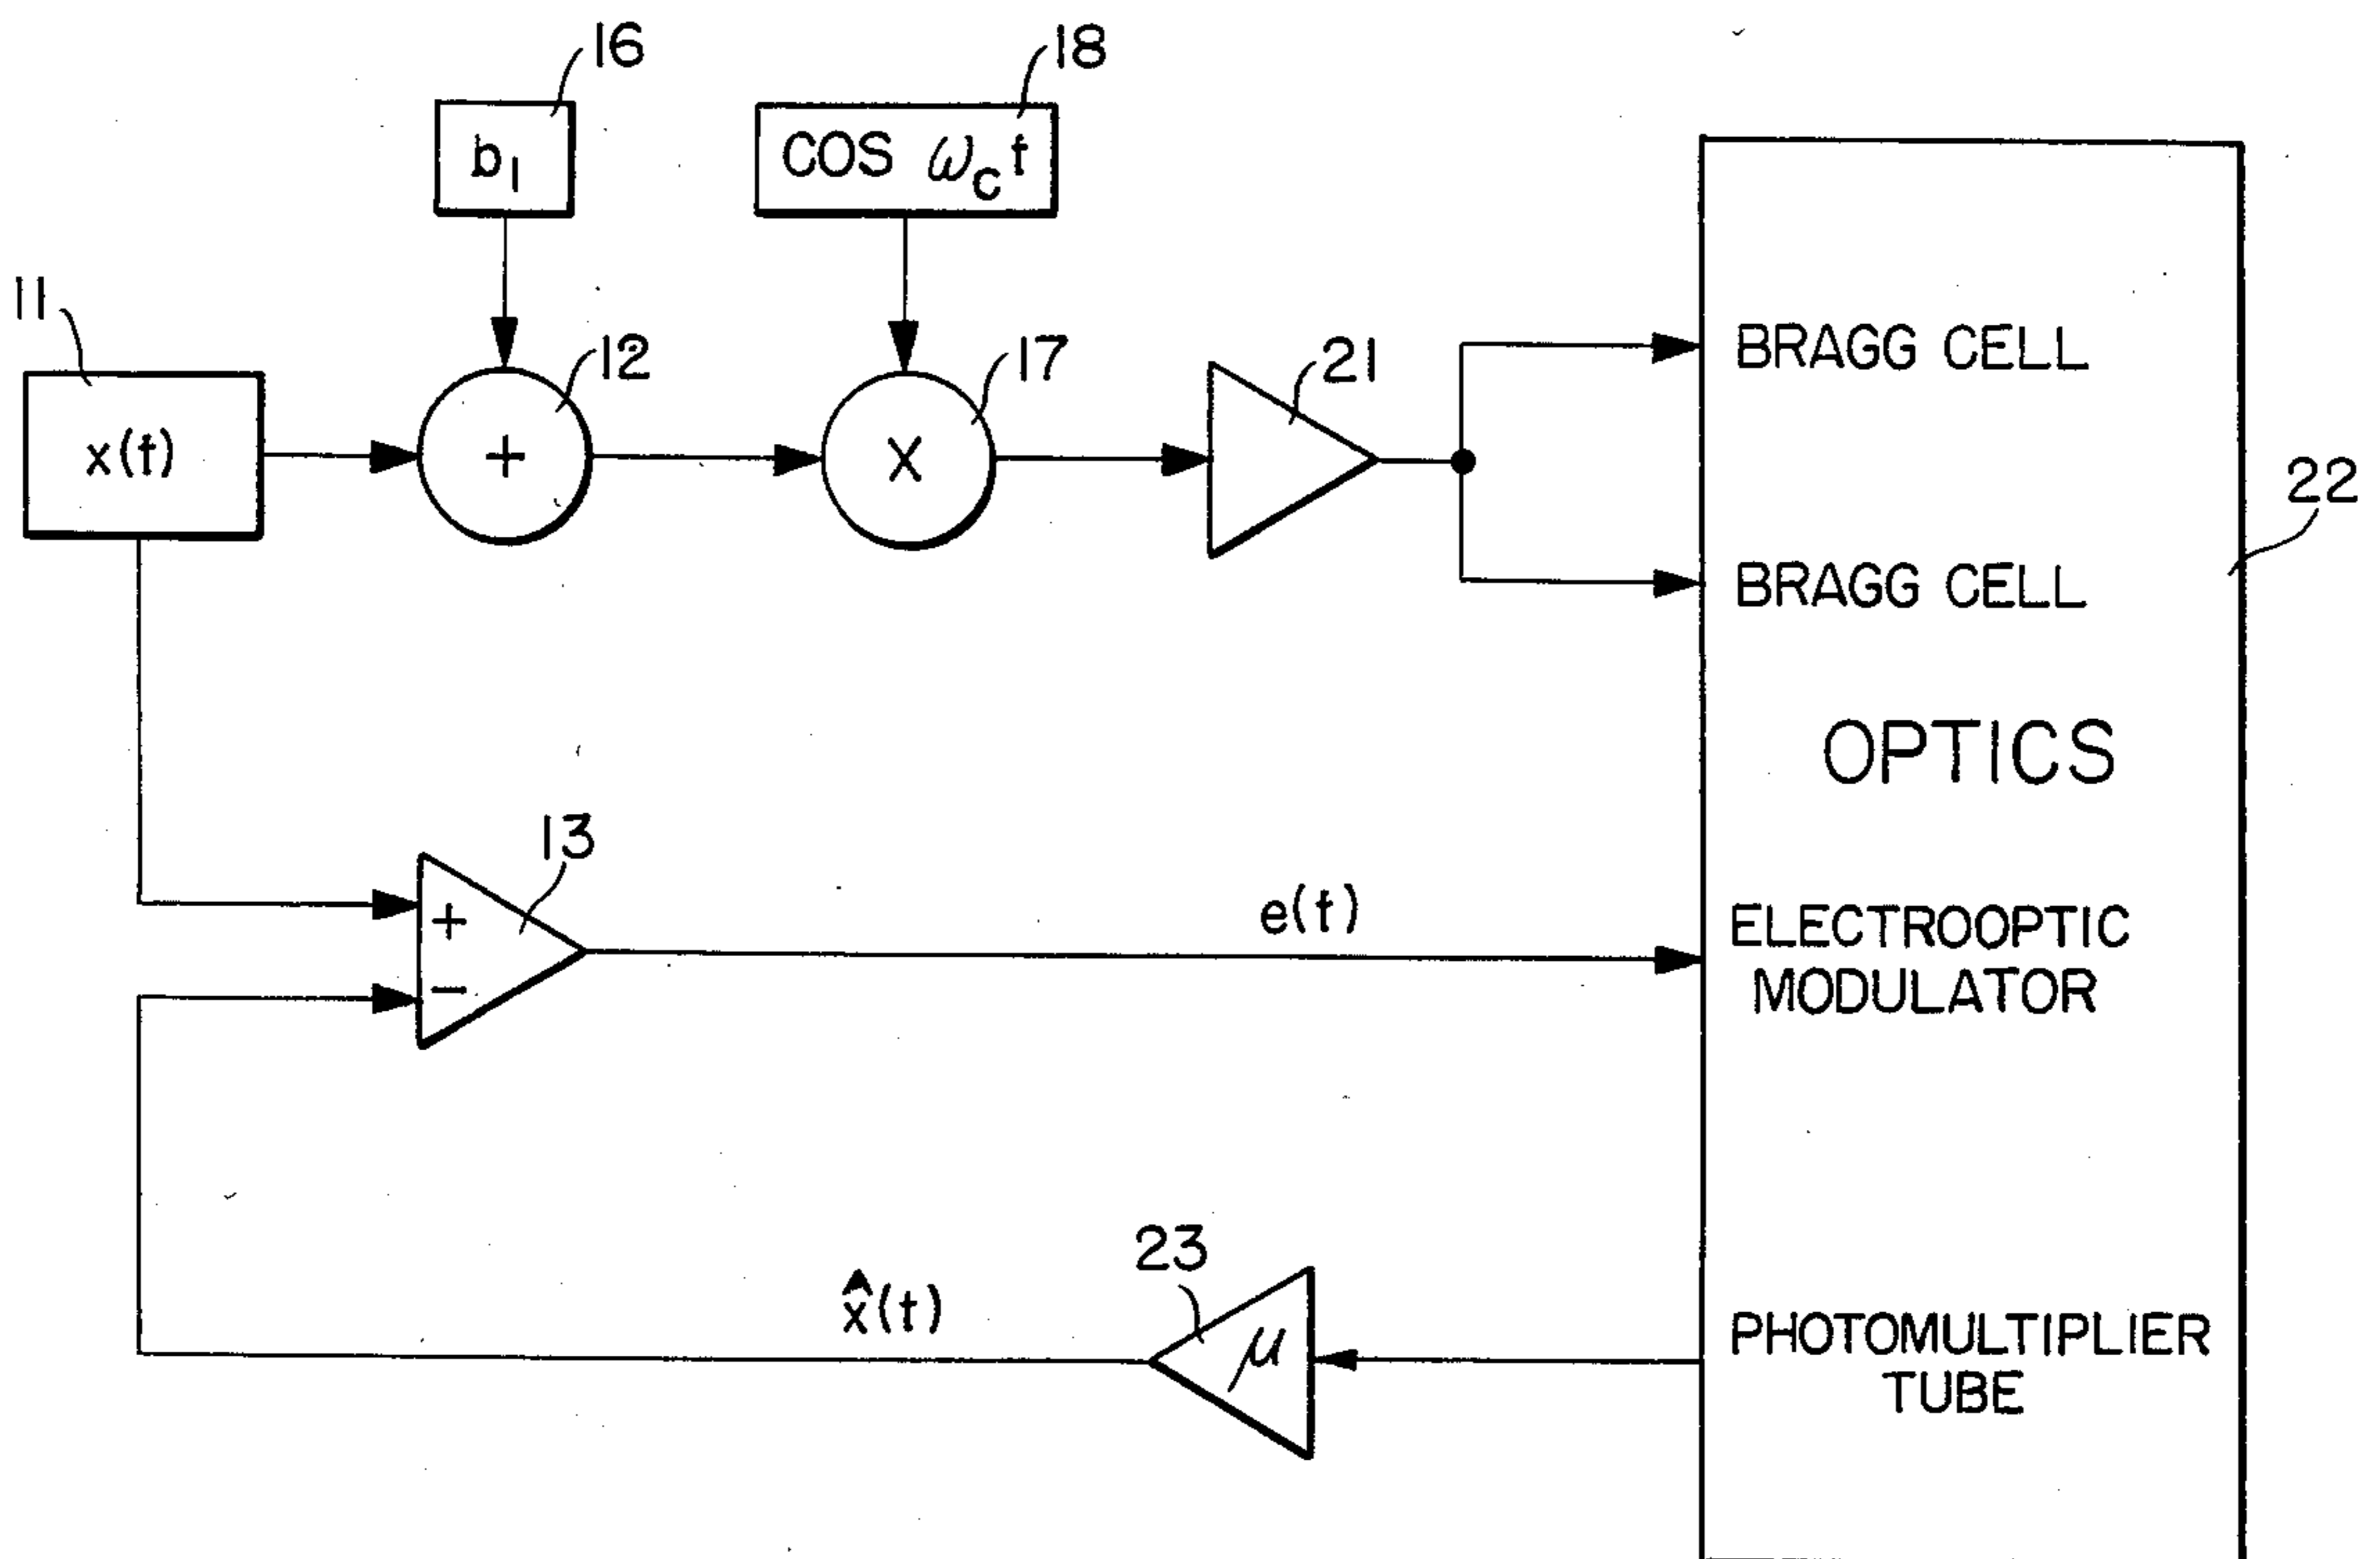 16
18
b₁
COS ω_c t
11
12
17
21
BRAGG CELL
x(t)
+
X
22
BRAGG CELL
OPTICS
13
+
e(t)
ELECTROOPTIC
MODULATOR
−
23
x̂(t)
μ
PHOTOMULTIPLIER
TUBE